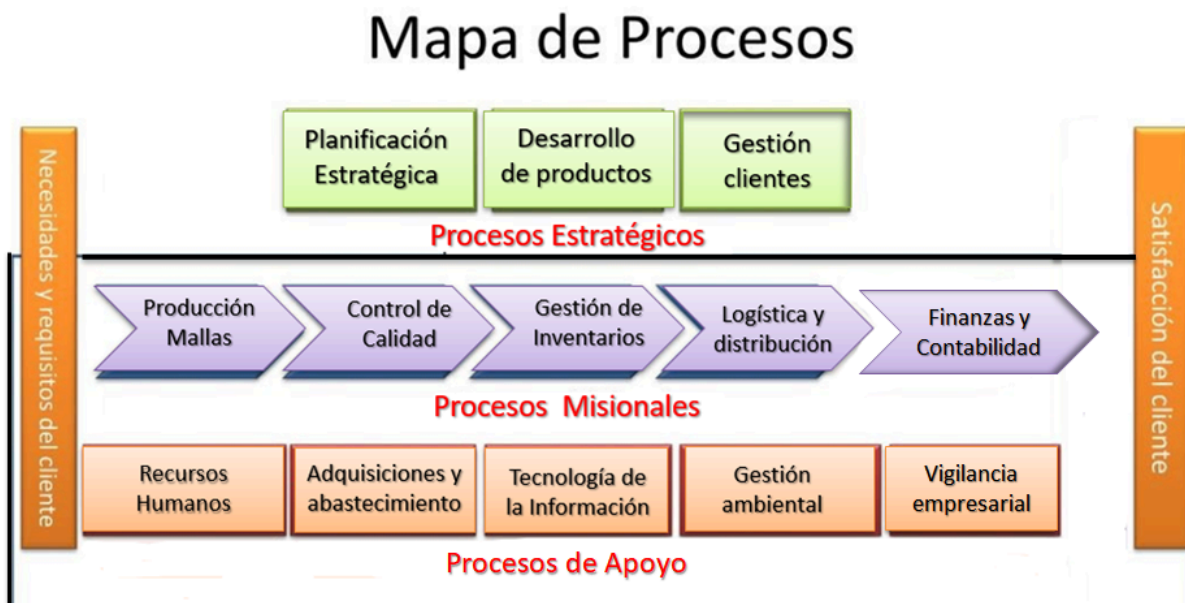 Mapa de Procesos
Necesidades y requisitos del cliente
Planificación
Estratégica
Desarrollo
de productos
Gestión
clientes
Procesos Estratégicos
Producción
Mallas
Control de
Calidad
Gestión de
Inventarios
Logística y
distribución
Finanzas y
Contabilidad
Procesos Misionales
Recursos
Humanos
Adquisiciones y
abastecimiento
Tecnología de
la Información
Gestión
ambiental
Vigilancia
empresarial
Procesos de Apoyo
Satisfacción del cliente